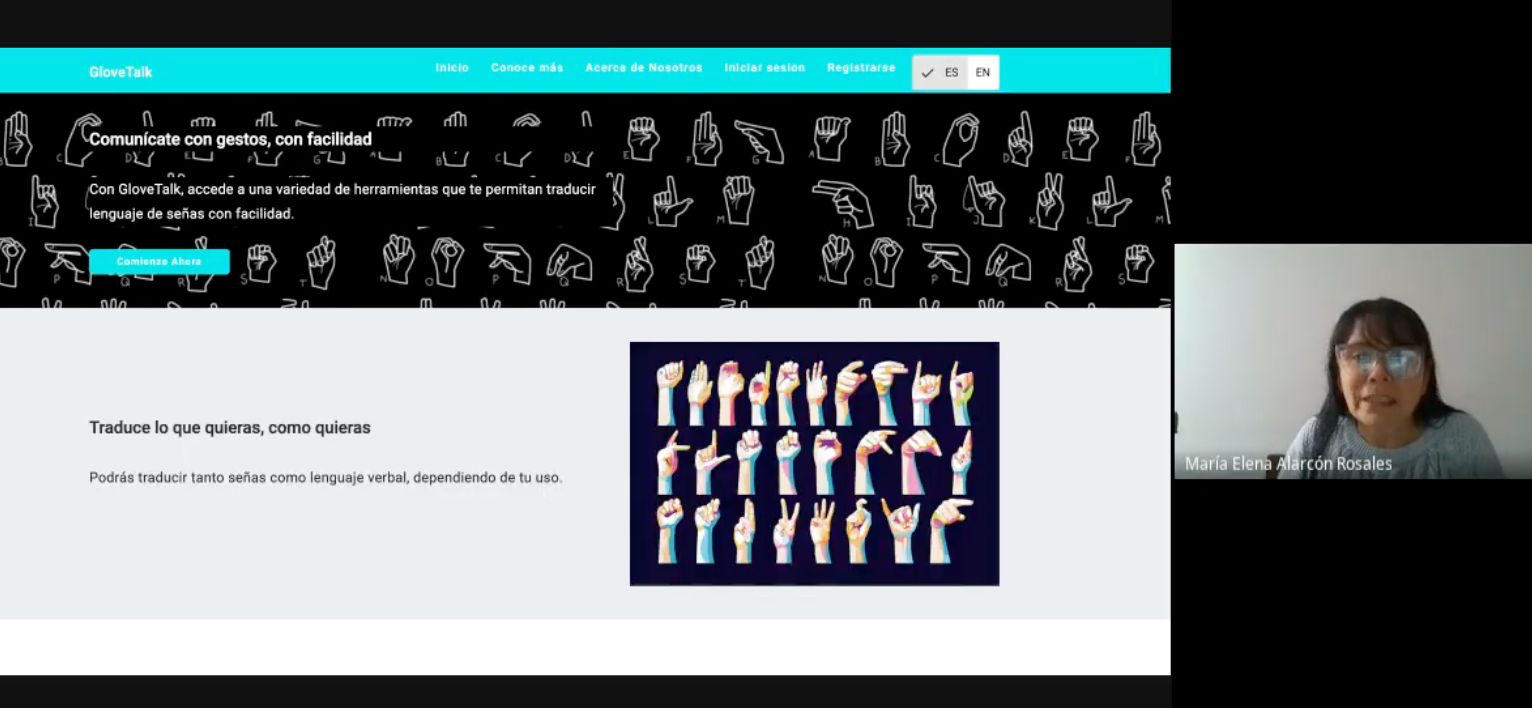 GloveTalk
Inicio
Conoce más
Acerca de Nosotros
Iniciar sesión
Registrarse
ES
EN
Comunícate con gestos, con facilidad
Con GloveTalk, accede a una variedad de herramientas que te permitan traducir
lenguaje de señas con facilidad.
Comienza Ahora
Traduce lo que quieras, como quieras
Podrás traducir tanto señas como lenguaje verbal, dependiendo de tu uso.
María Elena Alarcón Rosales